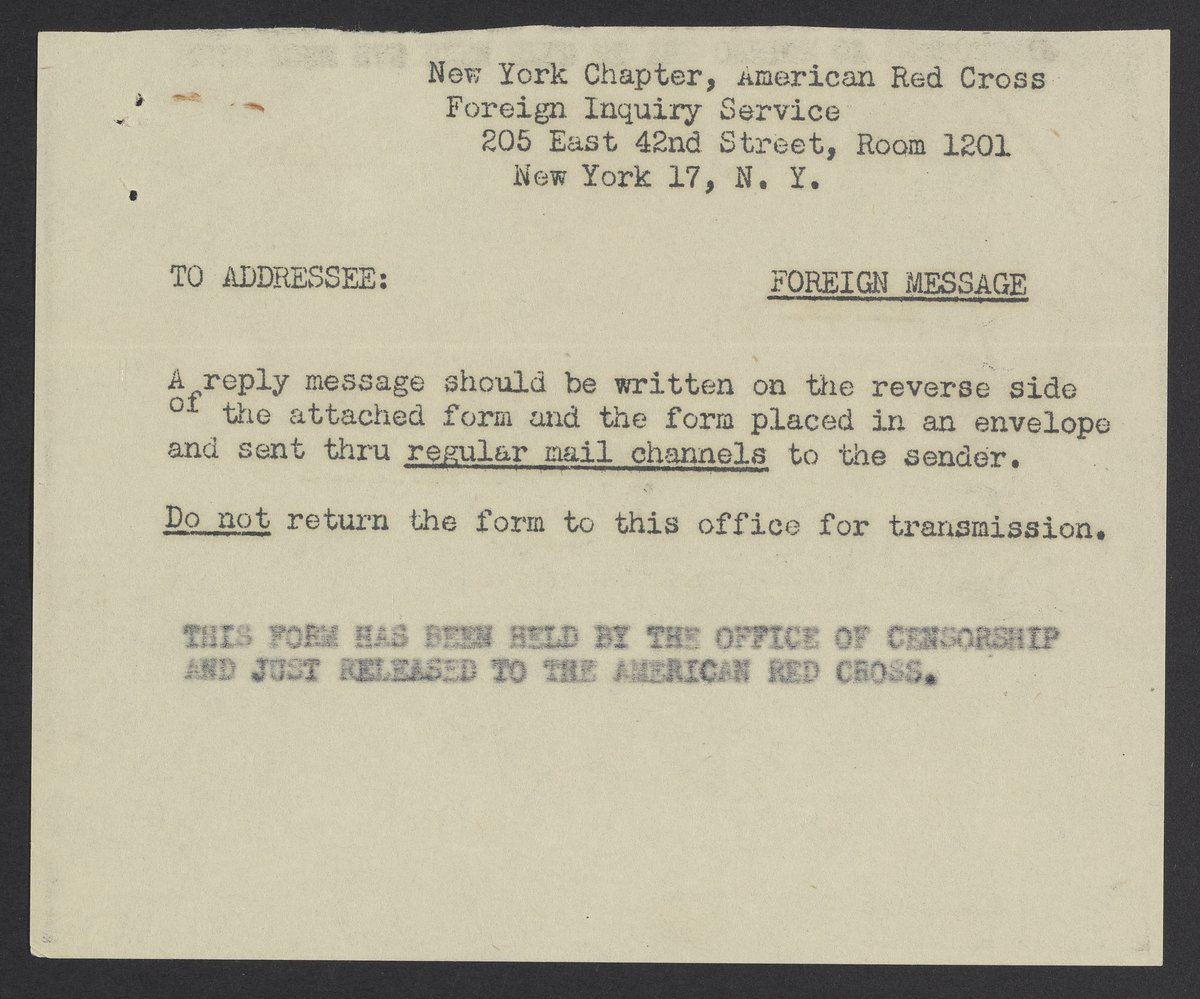 New York Chapter, American Red Cross
Foreign Inquiry Service
205 East 42nd Street, Room 1201
New York 17, N. Y.
TO ADDRESSEE:
FOREIGN MESSAGE
A reply message should be written on the reverse side
of the attached form and the form placed in an envelope
and sent thru regular mail channels to the sender.
Do not return the form to this office for transmission.
THIS FORM HAS BEEN HELD BY THE OFFICE OF CENSORSHIP
AND JUST RELEASED TO THE AMERICAN RED CROSS.